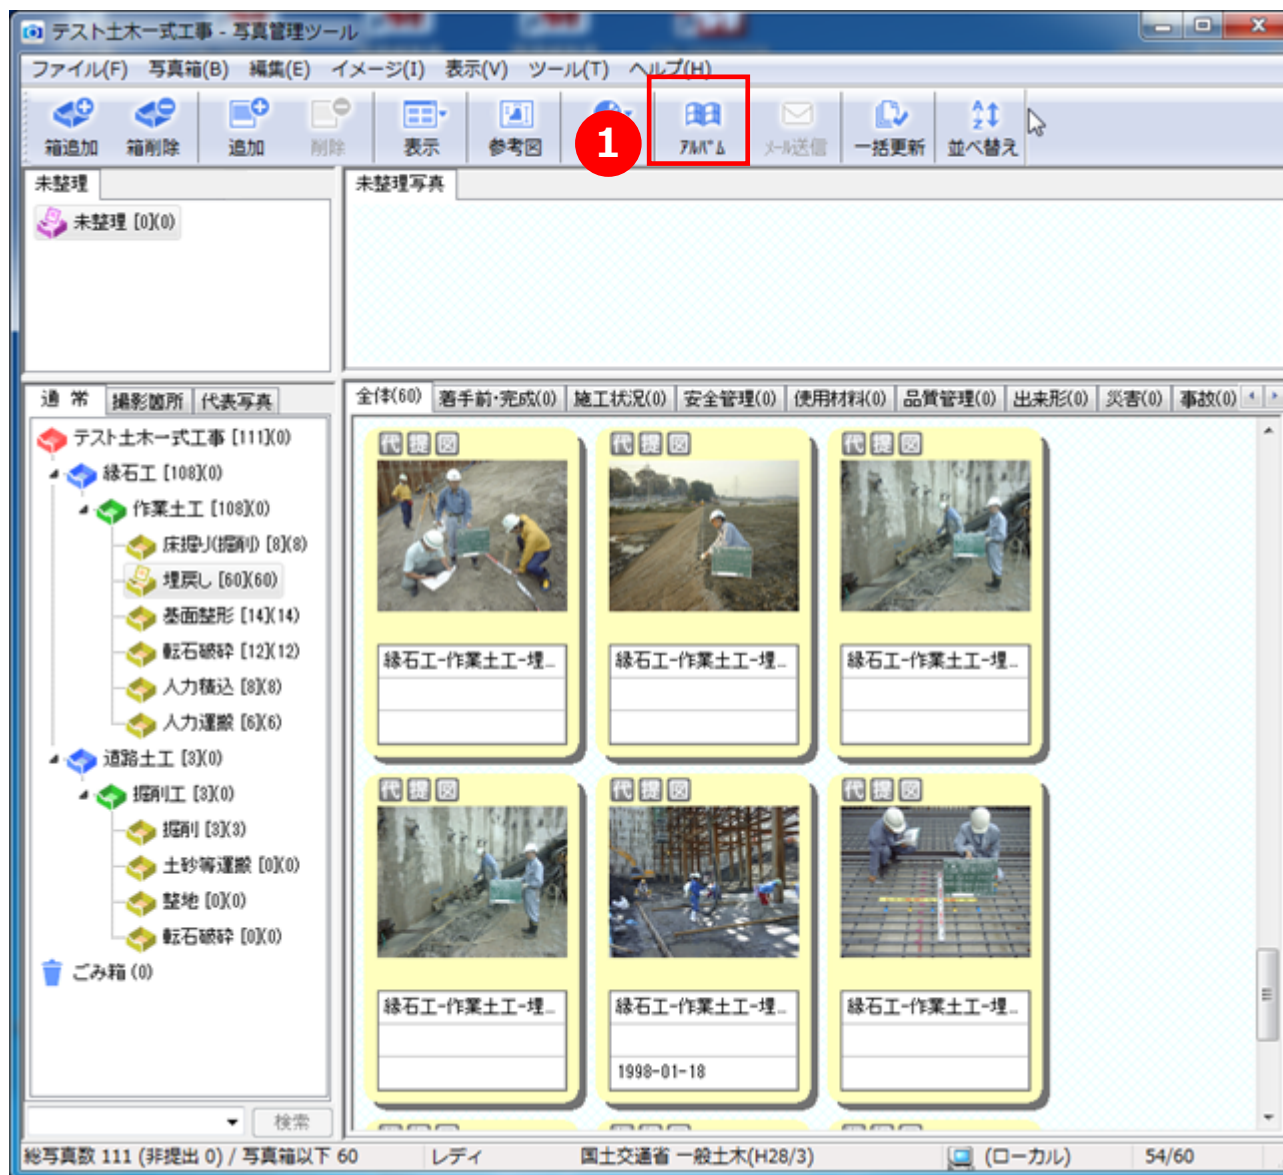 テスト土木一式工事 - 写真管理ツール
ファイル(F) 写真箱(B) 編集(E) イメージ(I) 表示(V) ツール(T) ヘルプ(H)
箱追加 箱削除 追加 削除 表示 参考図 1 ｱﾙﾊﾞﾑ ﾒｰﾙ送信 一括更新 並べ替え
未整理
未整理 [0](0)
未整理写真
通 常 撮影箇所 代表写真
テスト土木一式工事 [111](0)
縁石工 [108](0)
作業土工 [108](0)
床掘り(掘削) [8](8)
埋戻し [60](60)
基面整形 [14](14)
転石破砕 [12](12)
人力積込 [8](8)
人力運搬 [6](6)
道路土工 [3](0)
掘削工 [3](0)
掘削 [3](3)
土砂等運搬 [0](0)
整地 [0](0)
転石破砕 [0](0)
ごみ箱 (0)
検索
全体(60) 着手前・完成(0) 施工状況(0) 安全管理(0) 使用材料(0) 品質管理(0) 出来形(0) 災害(0) 事故(0)
代 提 図 代 提 図 代 提 図
縁石工-作業土工-埋... 縁石工-作業土工-埋... 縁石工-作業土工-埋...
代 提 図 代 提 図 代 提 図
縁石工-作業土工-埋... 縁石工-作業土工-埋... 縁石工-作業土工-埋...
1998-01-18
総写真数 111 (非提出 0) / 写真箱以下 60 レディ 国土交通省 一般土木(H28/3) (ローカル) 54/60